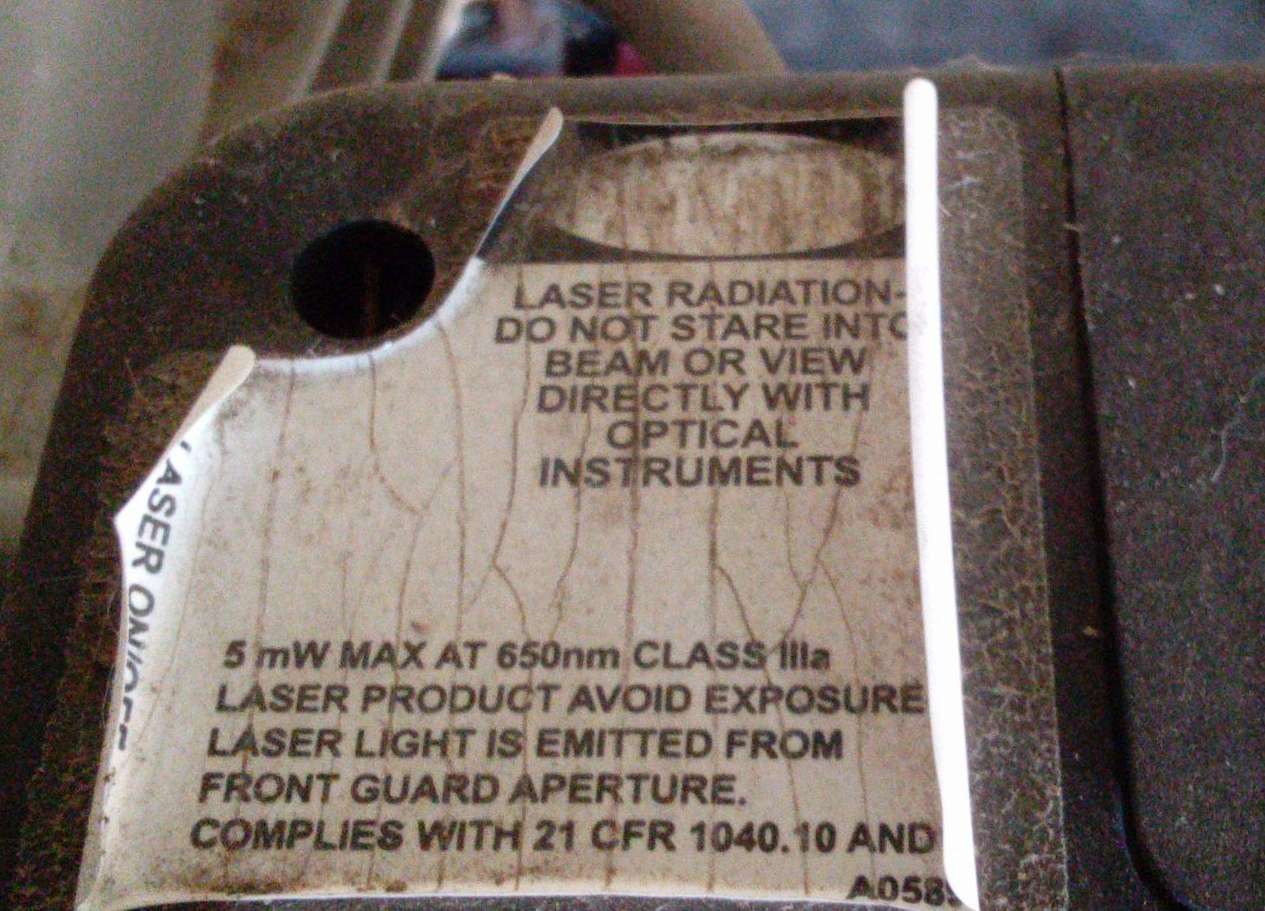 LASER RADIATION-
DO NOT STARE INTO
BEAM OR VIEW
DIRECTLY WITH
OPTICAL
INSTRUMENTS
LASER ON/OFF
5 mW MAX AT 650nm CLASS IIIa
LASER PRODUCT AVOID EXPOSURE
LASER LIGHT IS EMITTED FROM
FRONT GUARD APERTURE.
COMPLIES WITH 21 CFR 1040.10 AND
A058